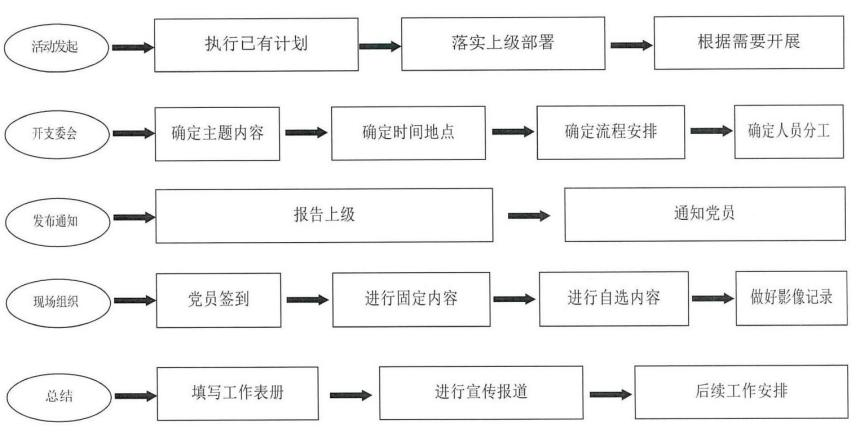 活动发起
执行已有计划
落实上级部署
根据需要开展
开支委会
确定主题内容
确定时间地点
确定流程安排
确定人员分工
发布通知
报告上级
通知党员
现场组织
党员签到
进行固定内容
进行自选内容
做好影像记录
总结
填写工作表册
进行宣传报道
后续工作安排